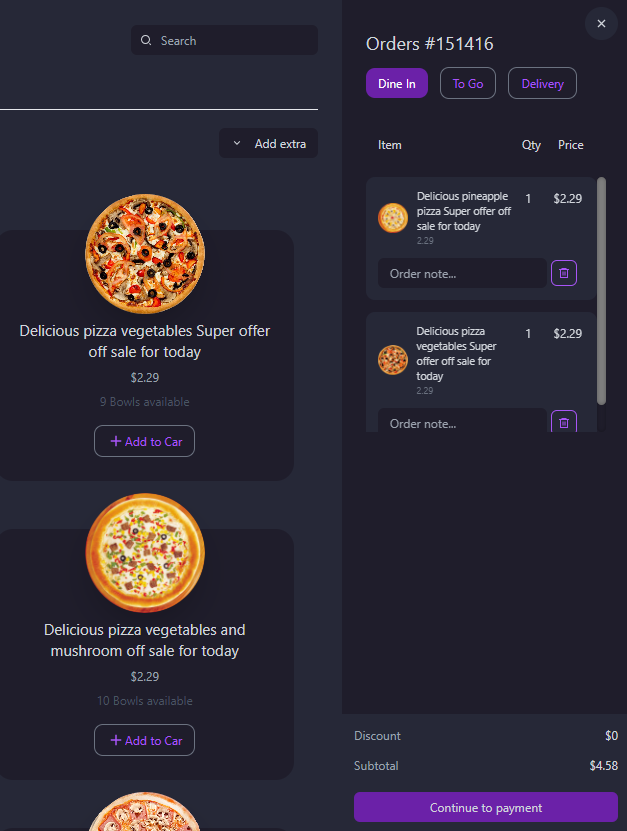 Search
Add extra
Delicious pizza vegetables Super offer
off sale for today
$2.29
9 Bowls available
Add to Car
Delicious pizza vegetables and
mushroom off sale for today
$2.29
10 Bowls available
Add to Car
Orders #151416
Dine In To Go Delivery
Item Qty Price
Delicious pineapple
pizza Super offer off
sale for today
2.29
1 $2.29
Order note...
Delicious pizza
vegetables Super
offer off sale for
today
2.29
1 $2.29
Order note...
Discount $0
Subtotal $4.58
Continue to payment